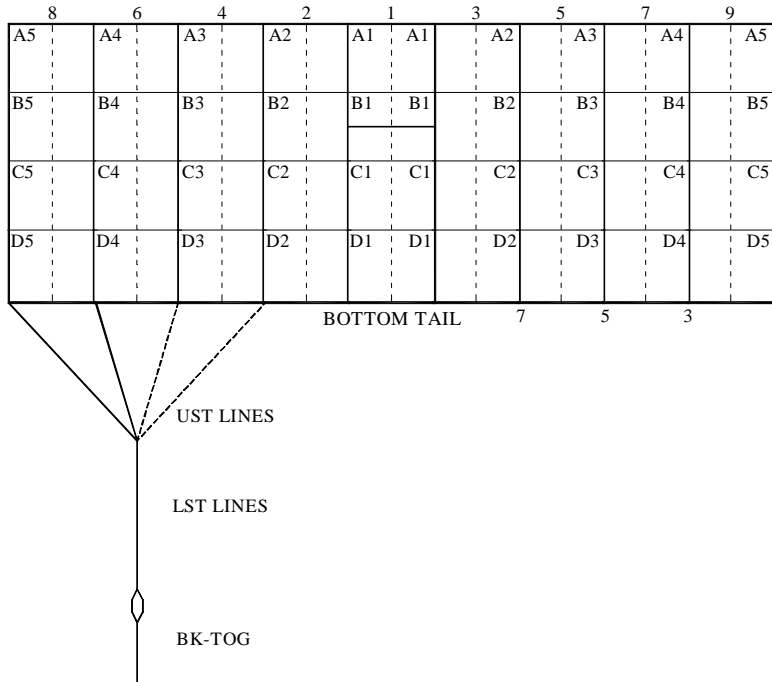 8 6 4 2 1 3 5 7 9
A5 A4 A3 A2 A1 A1 A2 A3 A4 A5
B5 B4 B3 B2 B1 B1 B2 B3 B4 B5
C5 C4 C3 C2 C1 C1 C2 C3 C4 C5
D5 D4 D3 D2 D1 D1 D2 D3 D4 D5
BOTTOM TAIL 7 5 3
UST LINES
LST LINES
BK-TOG